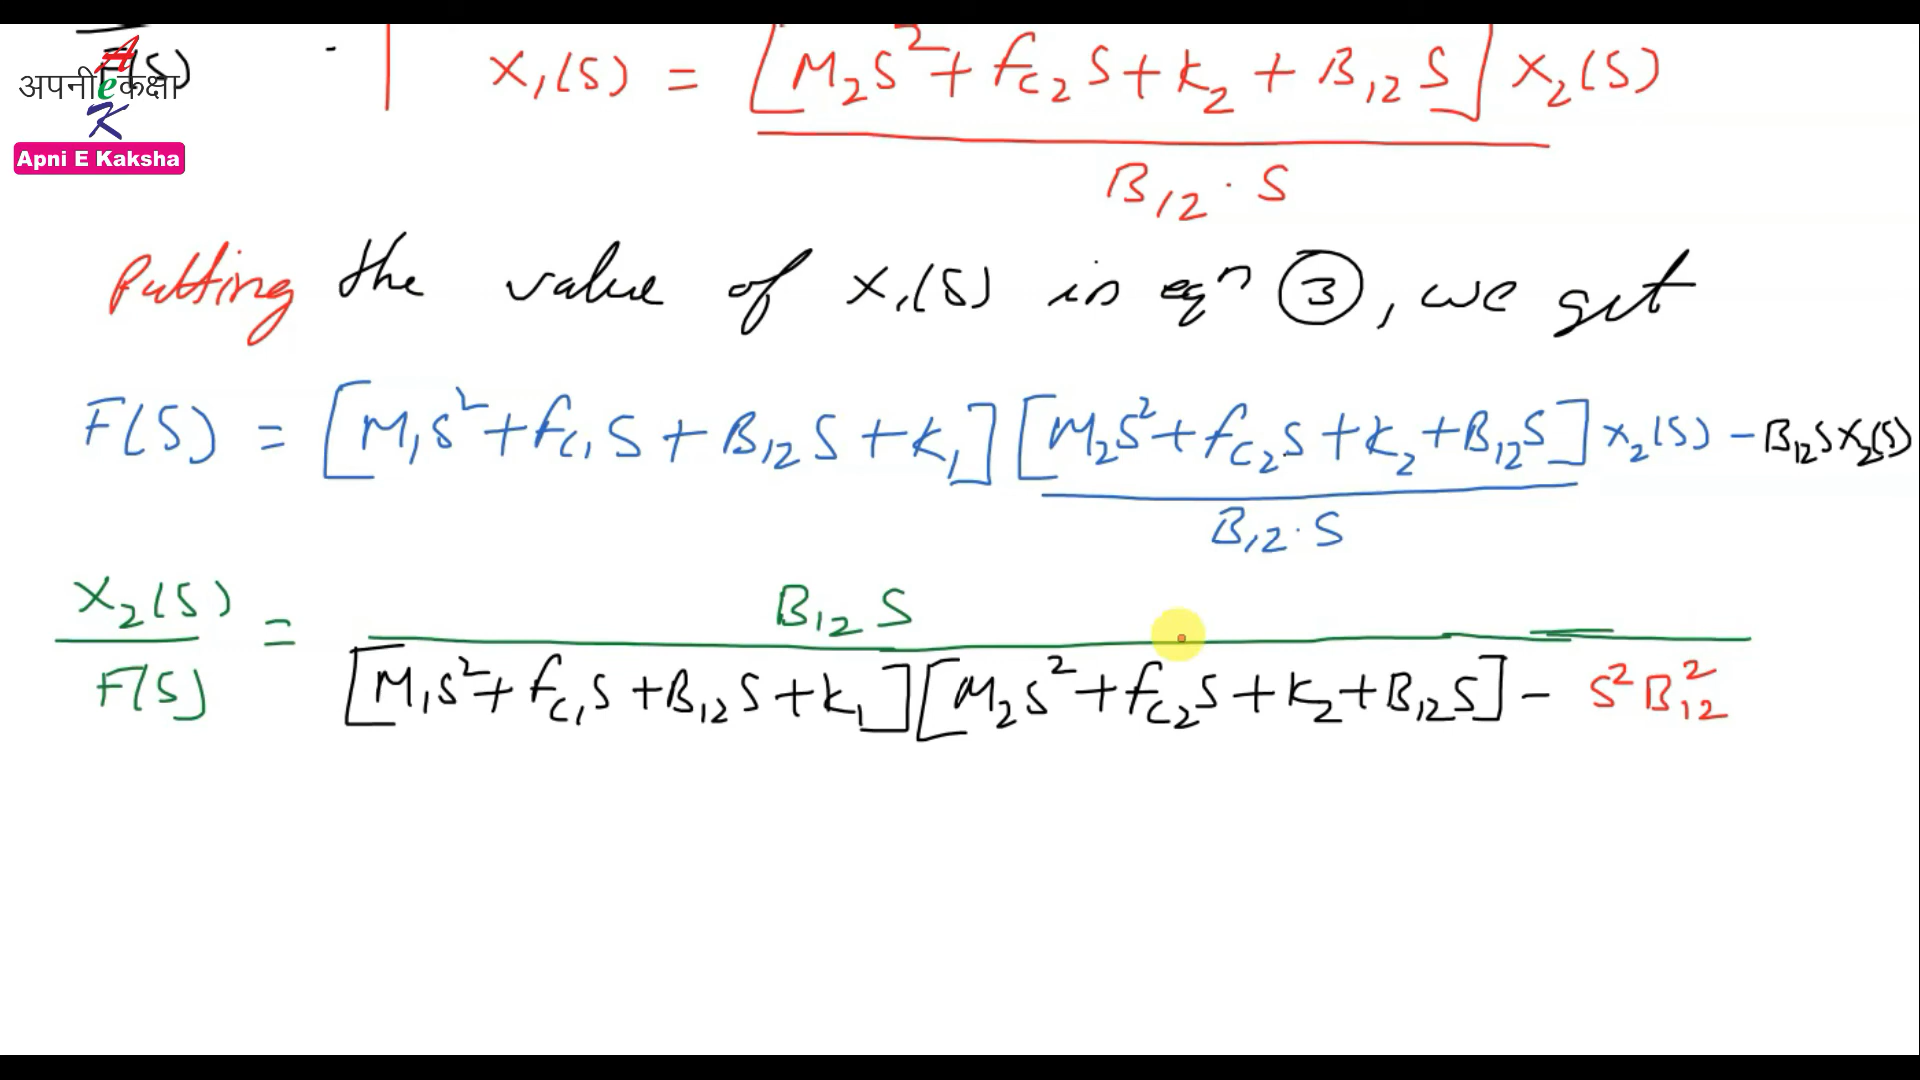 F(S)
X₁(S) = [M₂S² + fc₂S + K₂ + B₁₂S] X₂(S)
B₁₂ · S
अपनी e कक्षा
A
K
Apni E Kaksha
Putting the value of X₁(S) in eqⁿ ③, we get
F(S) = [M₁S² + fc₁S + B₁₂S + K₁] [M₂S² + fc₂S + K₂ + B₁₂S] X₂(S) − B₁₂SX₂(S)
B₁₂ · S
X₂(S) = B₁₂S
F(S) [M₁S² + fc₁S + B₁₂S + K₁] [M₂S² + fc₂S + K₂ + B₁₂S] − S²B₁₂²